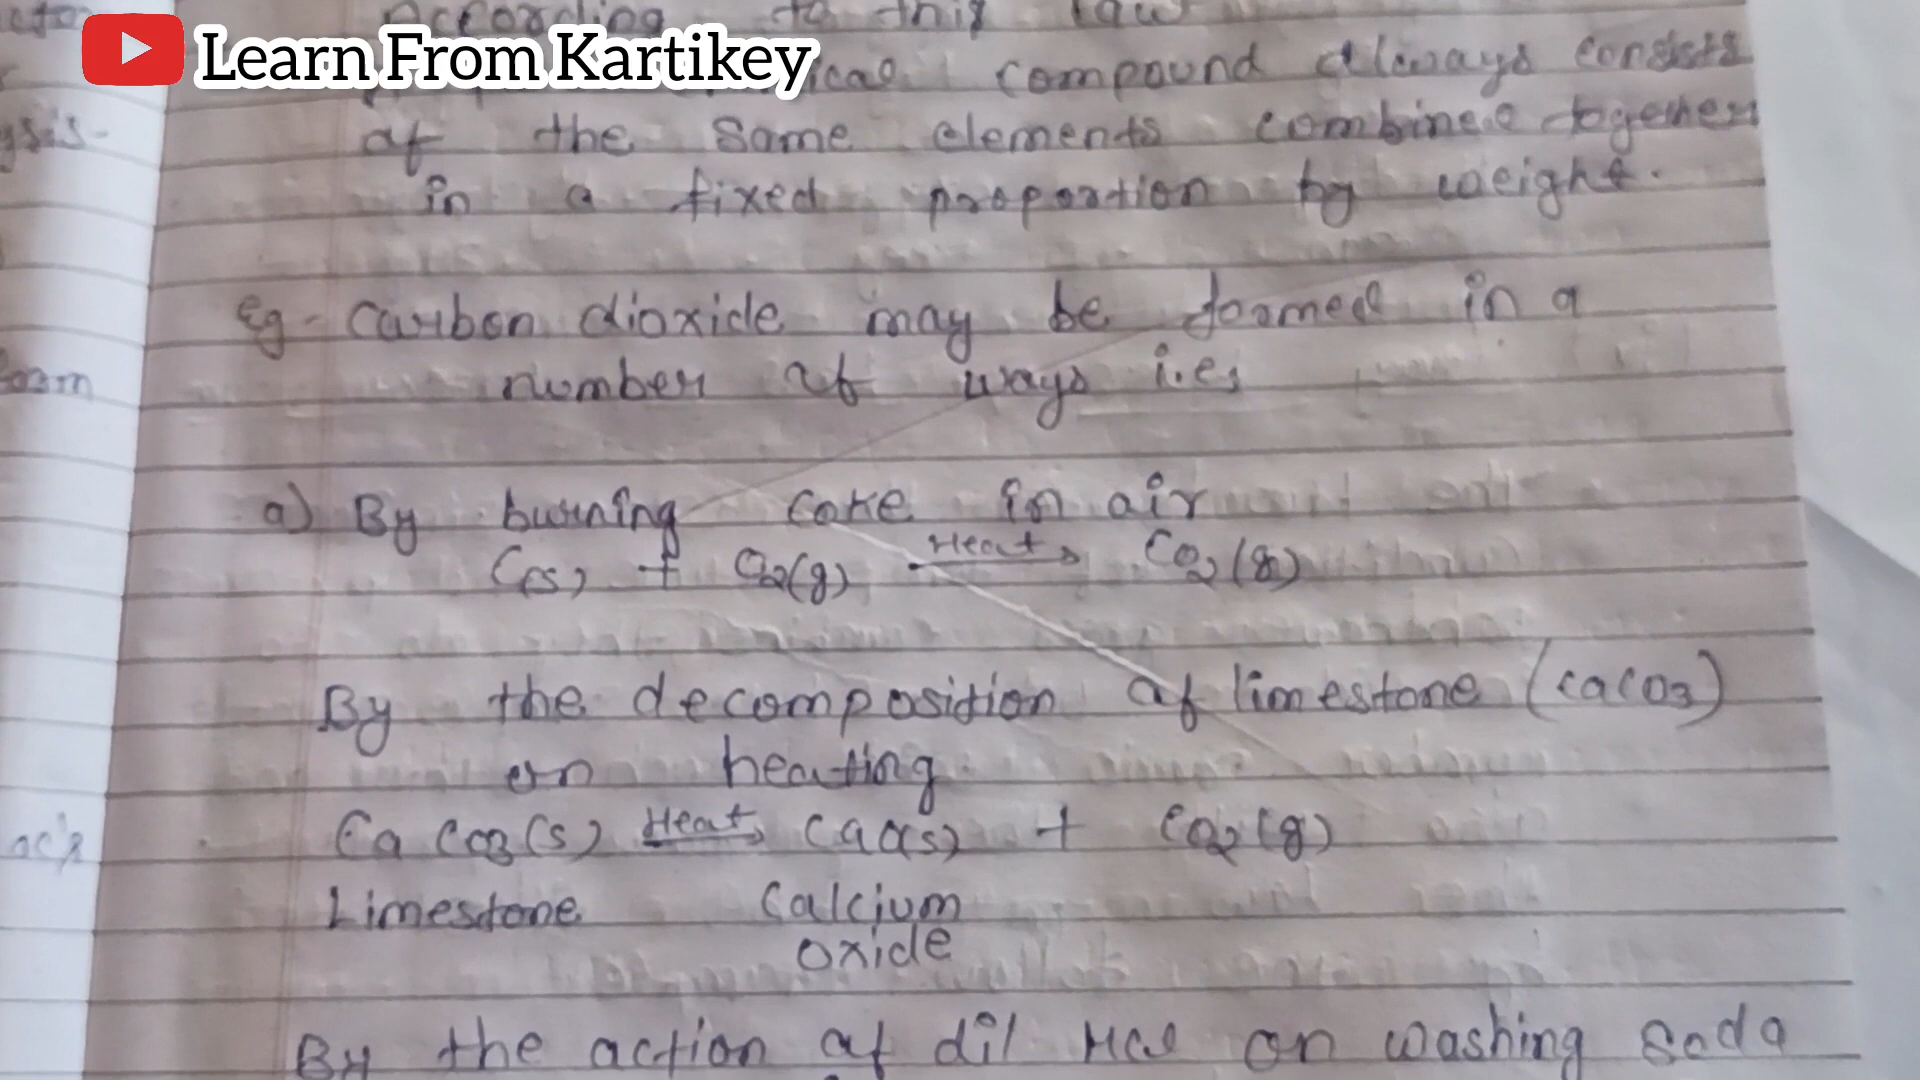 According to this law
Learn From Kartikey
ical compound always consists
of the same elements combined together
in a fixed proportion by weight.
Eg- Carbon dioxide may be formed in a
number of ways i.e,
a) By burning coke in air
C(s) + O2(g) Heat→ CO2(g)
By the decomposition of limestone (CaCO3)
on heating
CaCO3(s) Heat→ CaO(s) + CO2(g)
Limestone Calcium
oxide
By the action of dil HCl on washing soda